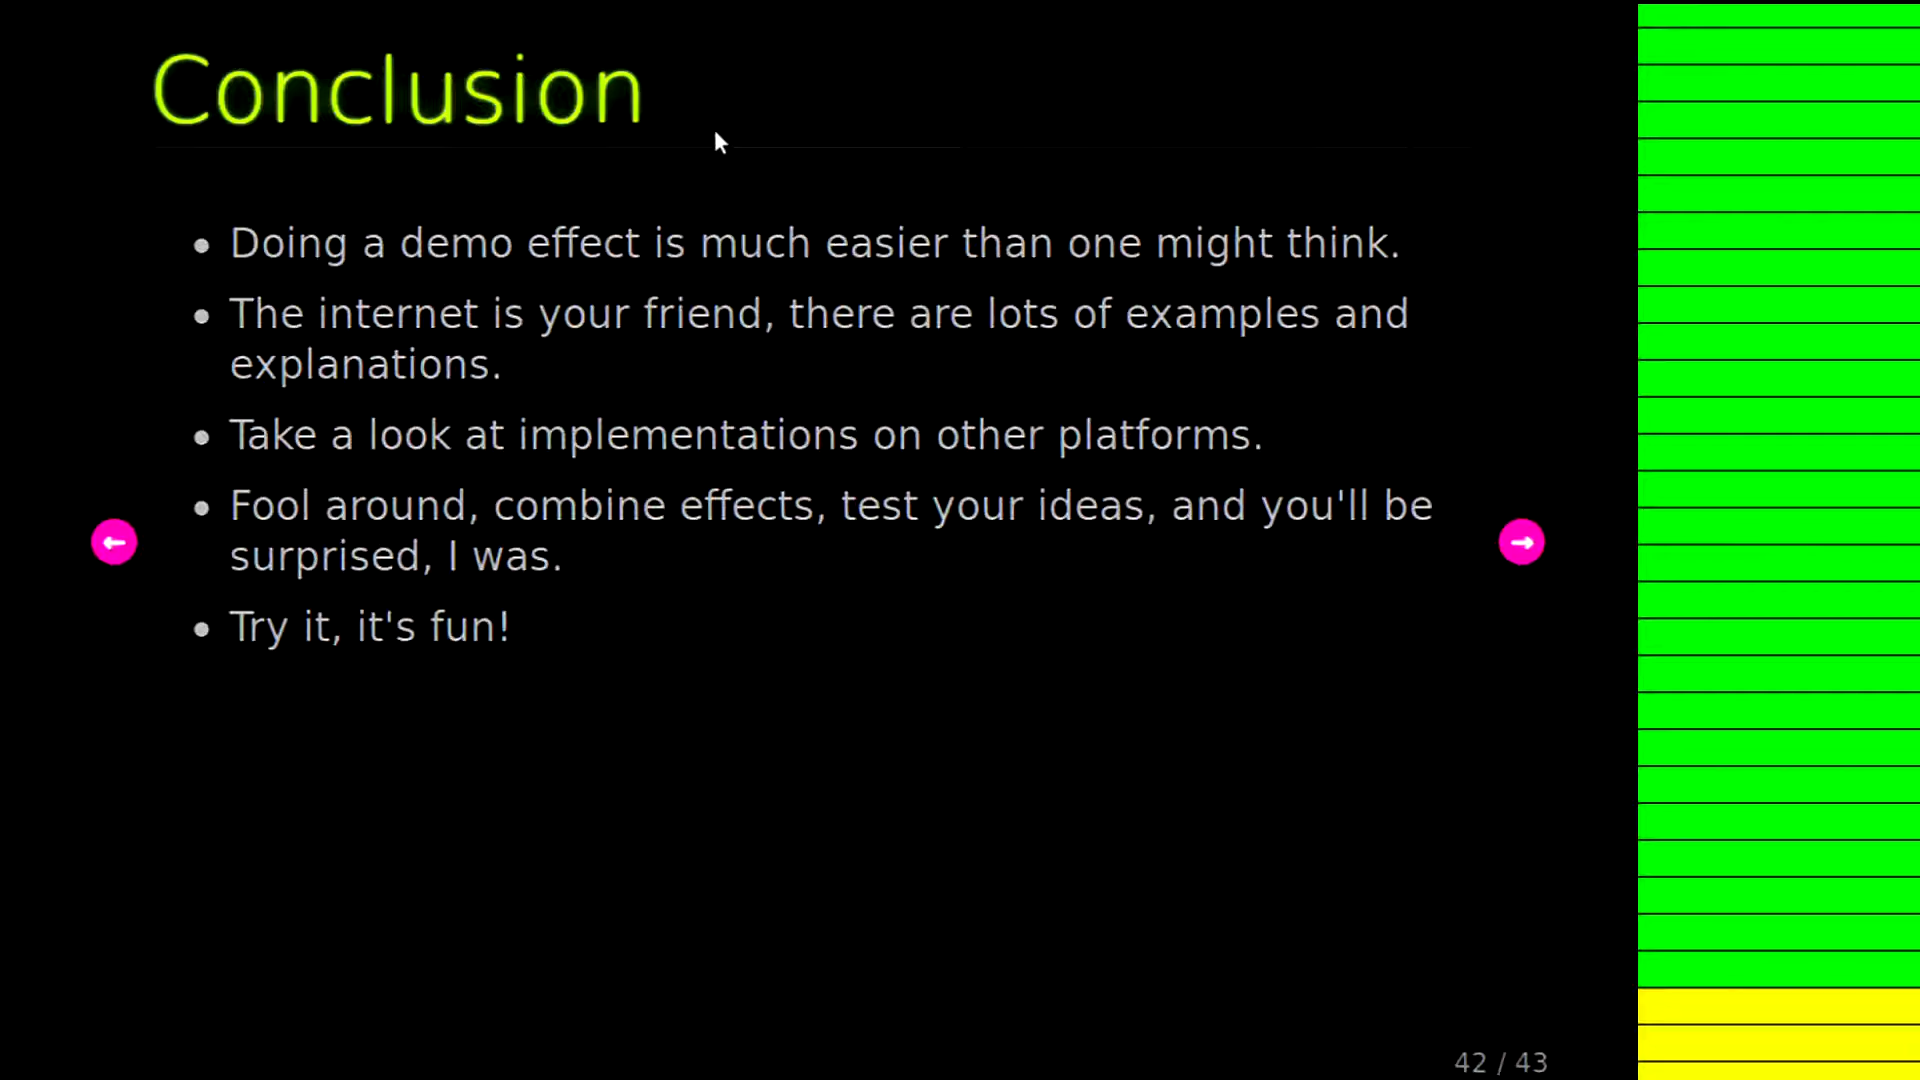 Conclusion
Doing a demo effect is much easier than one might think.
The internet is your friend, there are lots of examples and
explanations.
Take a look at implementations on other platforms.
Fool around, combine effects, test your ideas, and you'll be
surprised, I was.
Try it, it's fun!
42 / 43